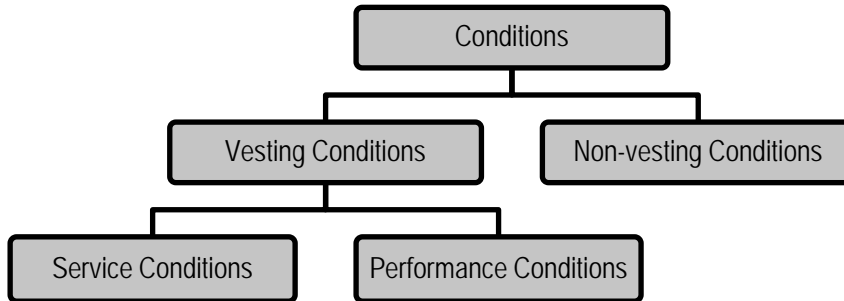 Conditions
Vesting Conditions
Non-vesting Conditions
Service Conditions
Performance Conditions